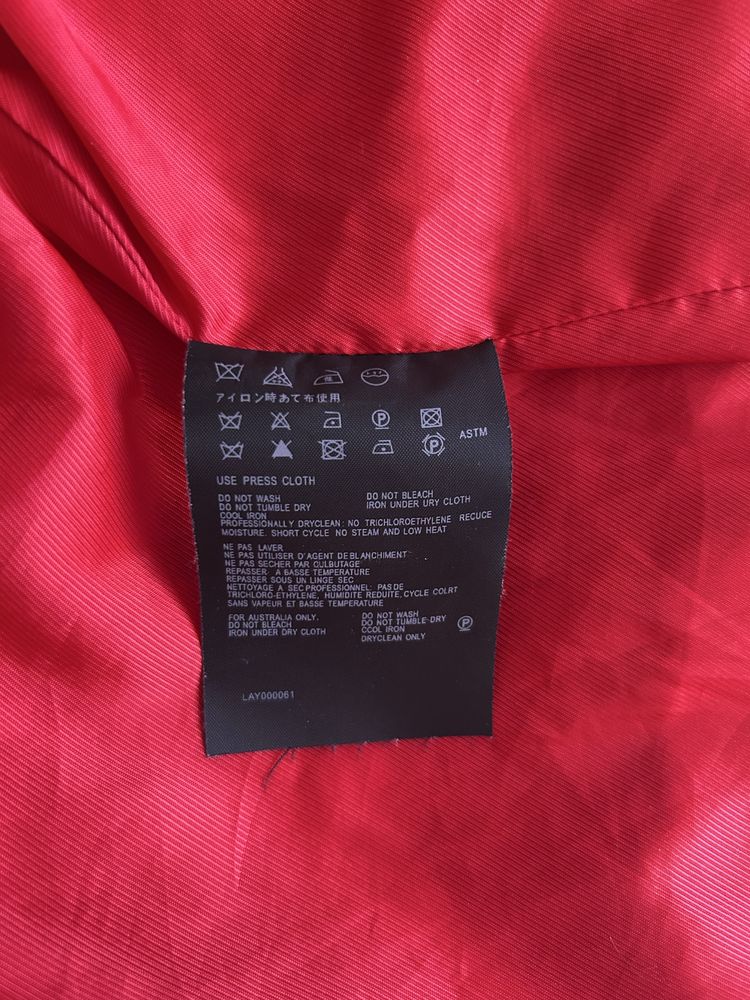 アイロン時あて布使用
ASTM
USE PRESS CLOTH
DO NOT WASH DO NOT BLEACH
DO NOT TUMBLE DRY IRON UNDER URY CLOTH
COOL IRON
PROFESSIONALLY DRYCLEAN: NO TRICHLOROETHYLENE RECUCE
MOISTURE. SHORT CYCLE NO STEAM AND LOW HEAT
NE PAS LAVER
NE PAS UTILISER D'AGENT DE BLANCHIMENT
NE PAS SECHER PAR CULBUTAGE
REPASSER A BASSE TEMPERATURE
REPASSER SOUS UN LINGE SEC
NETTOYAGE A SEC PROFESSIONNEL: PAS DE
TRICHLORO-ETHYLENE, HUMIDITE REDUITE, CYCLE COLRT
SANS VAPEUR ET BASSE TEMPERATURE
FOR AUSTRALIA ONLY. DO NOT WASH
DO NOT BLEACH DO NOT TUMBLE DRY P
IRON UNDER DRY CLOTH CCOL IRON
DRYCLEAN ONLY
LAY000061